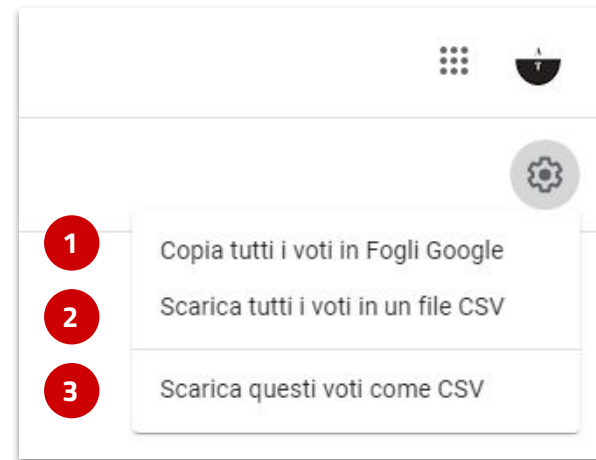 A
T
1
Copia tutti i voti in Fogli Google
2
Scarica tutti i voti in un file CSV
3
Scarica questi voti come CSV